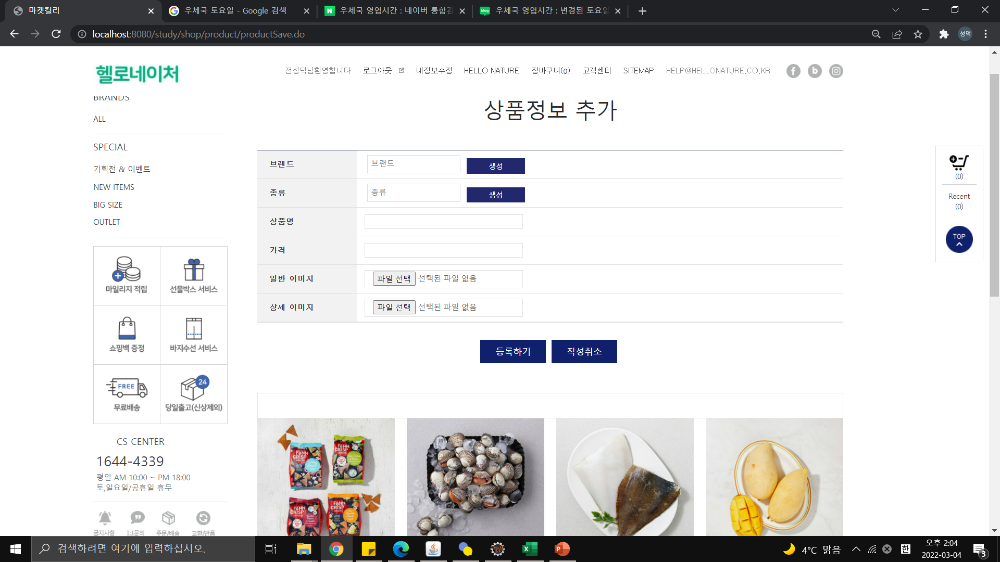 마켓컬리
우체국 토요일 - Google 검색
우체국 영업시간 : 네이버 통합검
우체국 영업시간 : 변경된 토요일
localhost:8080/study/shop/product/productSave.do
성덕
헬로네이처
전성덕님환영합니다 로그아웃 내정보수정 HELLO NATURE 장바구니(0) 고객센터 SITEMAP HELP@HELLONATURE.CO.KR
BRANDS
ALL
SPECIAL
기획전 & 이벤트
NEW ITEMS
BIG SIZE
OUTLET
마일리지 적립 선물박스 서비스
쇼핑백 증정 바지수선 서비스
FREE 24
무료배송 당일출고(신상제외)
CS CENTER
1644-4339
평일 AM 10:00 ~ PM 18:00
토,일요일/공휴일 휴무
공지사항 1:1문의 주문/배송 교환/반품
상품정보 추가
브랜드 브랜드 생성
종류 종류 생성
상품명
가격
일반 이미지 파일 선택 선택된 파일 없음
상세 이미지 파일 선택 선택된 파일 없음
등록하기 작성취소
(0)
Recent
(0)
TOP
FINN
CRISP
SNACKS
FINN
CRISP
SNACKS
FINN
CRISP
FINN
CRISP
검색하려면 여기에 입력하십시오.
4°C 맑음
한
오후 2:04
2022-03-04
3